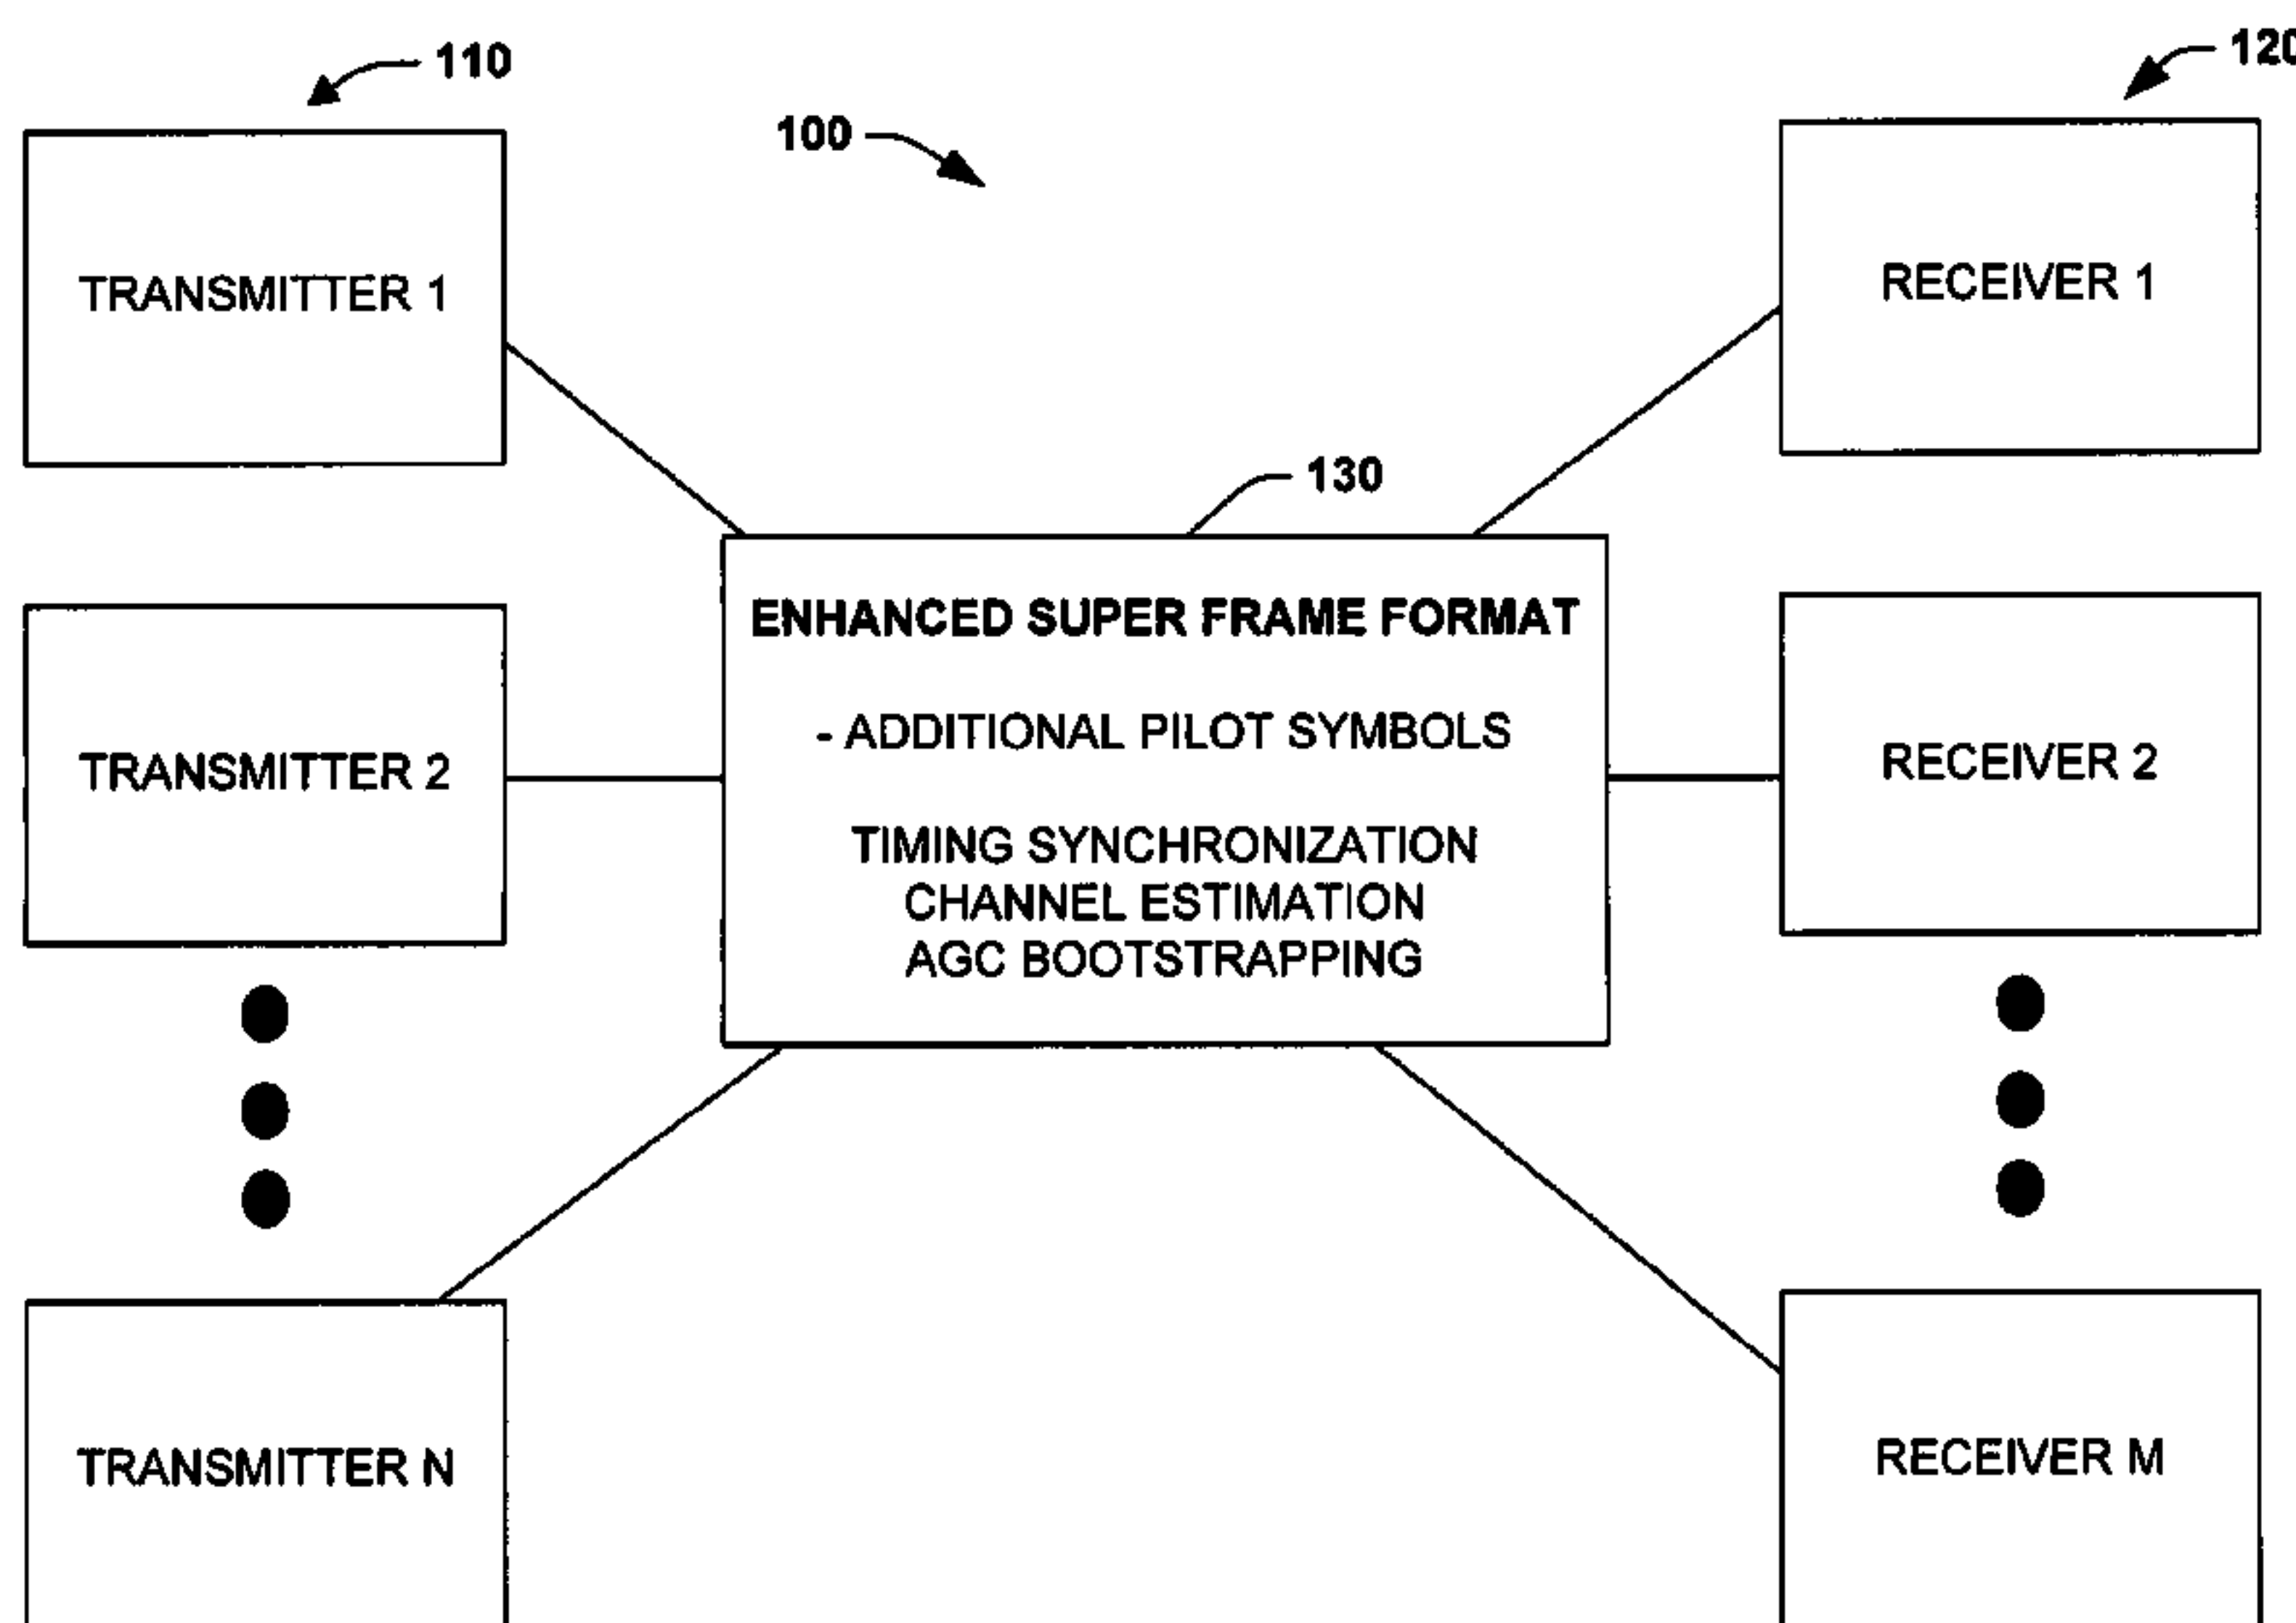 110
120
100
TRANSMITTER 1
RECEIVER 1
130
ENHANCED SUPER FRAME FORMAT
- ADDITIONAL PILOT SYMBOLS
TIMING SYNCHRONIZATION
CHANNEL ESTIMATION
AGC BOOTSTRAPPING
TRANSMITTER 2
RECEIVER 2
TRANSMITTER N
RECEIVER M